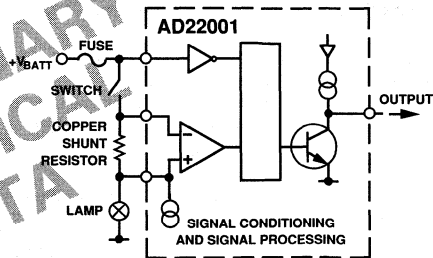 AD22001
FUSE
+VBATT
SWITCH
COPPER
SHUNT
RESISTOR
LAMP
OUTPUT
−
+
SIGNAL CONDITIONING
AND SIGNAL PROCESSING